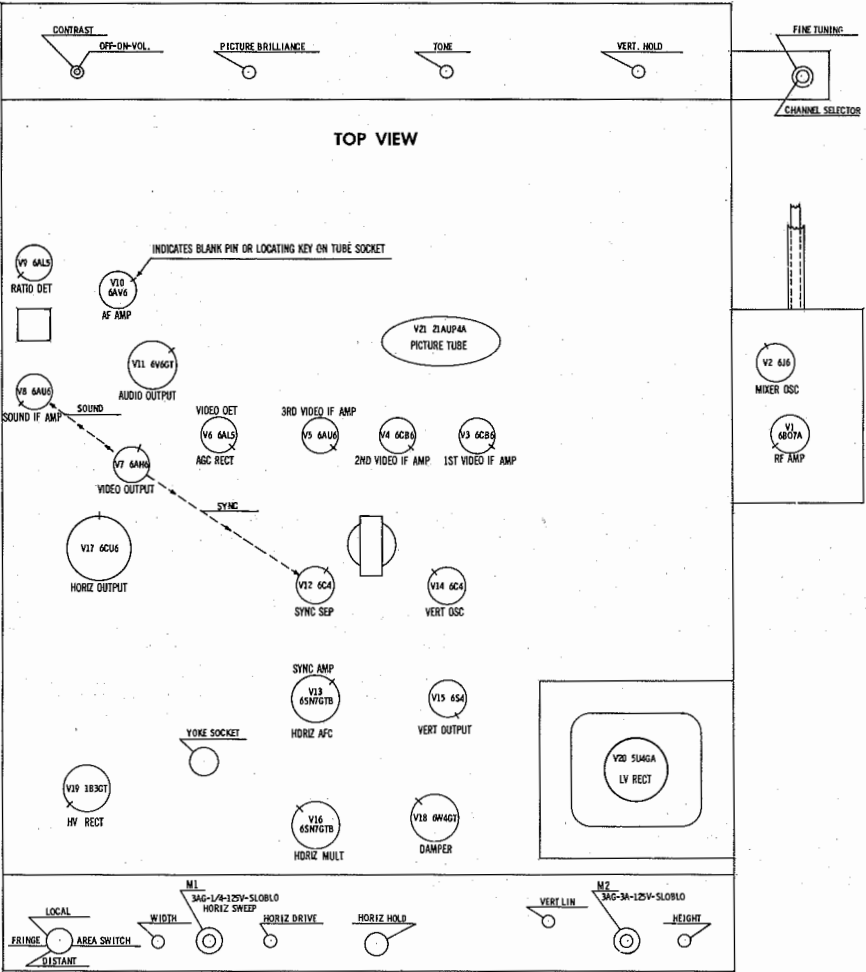 CONTRAST
OFF-ON-VOL.
PICTURE BRILLIANCE
TONE
VERT. HOLD
FINE TUNING
CHANNEL SELECTOR
TOP VIEW
INDICATES BLANK PIN OR LOCATING KEY ON TUBE SOCKET
V9 6AL5
RATIO DET
V10
6AV6
AF AMP
V21 21AUP4A
PICTURE TUBE
V11 6V6GT
AUDIO OUTPUT
V2 6J6
MIXER OSC
V8 6AU6
SOUND IF AMP
SOUND
VIDEO DET
V6 6AL5
AGC RECT
3RD VIDEO IF AMP
V5 6AU6
V4 6CB6
2ND VIDEO IF AMP
V3 6CB6
1ST VIDEO IF AMP
V1
6BQ7A
RF AMP
V7 6AH6
VIDEO OUTPUT
SYNC
V17 6CU6
HORIZ OUTPUT
V12 6C4
SYNC SEP
V14 6C4
VERT OSC
SYNC AMP
V13
6SN7GTB
HORIZ AFC
V15 6S4
VERT OUTPUT
YOKE SOCKET
V20 5U4GA
LV RECT
V19 1B3GT
HV RECT
V16
6SN7GTB
HORIZ MULT
V18 6W4GT
DAMPER
LOCAL
FRINGE
AREA SWITCH
DISTANT
WIDTH
M1
3AG-1/4-125V-SLOBLO
HORIZ SWEEP
HORIZ DRIVE
HORIZ HOLD
VERT LIN
M2
3AG-3A-125V-SLOBLO
HEIGHT